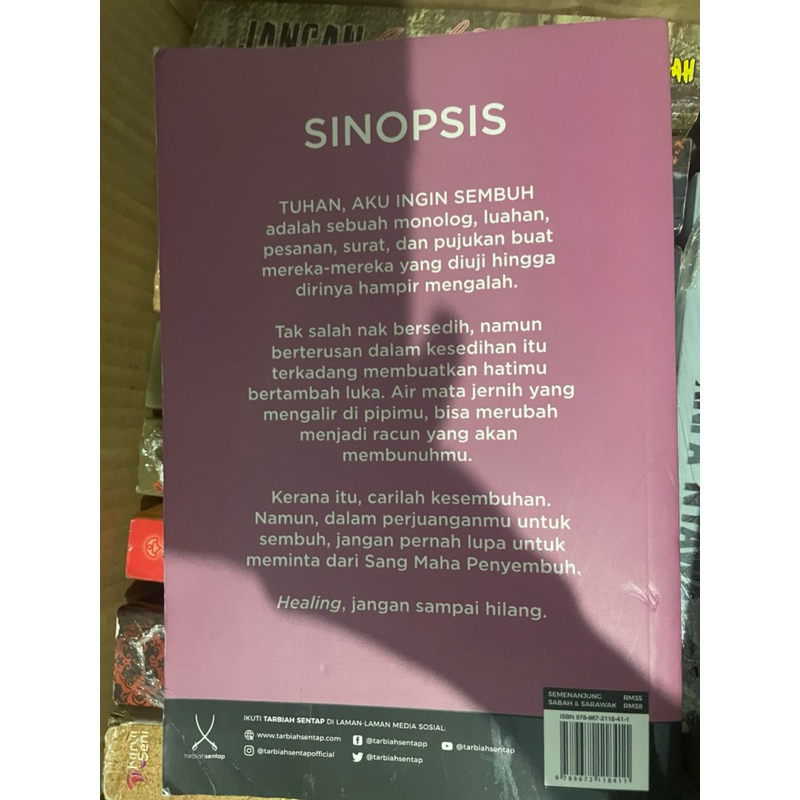 JANGAN
SINOPSIS
TUHAN, AKU INGIN SEMBUH
adalah sebuah monolog, luahan,
pesanan, surat, dan pujukan buat
mereka-mereka yang diuji hingga
dirinya hampir mengalah.
Tak salah nak bersedih, namun
berterusan dalam kesedihan itu
terkadang membuatkan hatimu
bertambah luka. Air mata jernih yang
mengalir di pipimu, bisa merubah
menjadi racun yang akan
membunuhmu.
Kerana itu, carilah kesembuhan.
Namun, dalam perjuanganmu untuk
sembuh, jangan pernah lupa untuk
meminta dari Sang Maha Penyembuh.
Healing, jangan sampai hilang.
SEMENANJUNG RM35
SABAH & SARAWAK RM38
ISBN 978-967-2118-41-1
9 789672 118411
IKUTI TARBIAH SENTAP DI LAMAN-LAMAN MEDIA SOSIAL:
www.tarbiahsentap.com @tarbiahsentapp @tarbiahsentap
@tarbiahsentapofficial @tarbiahsentap
tarbiahsentap
Seni